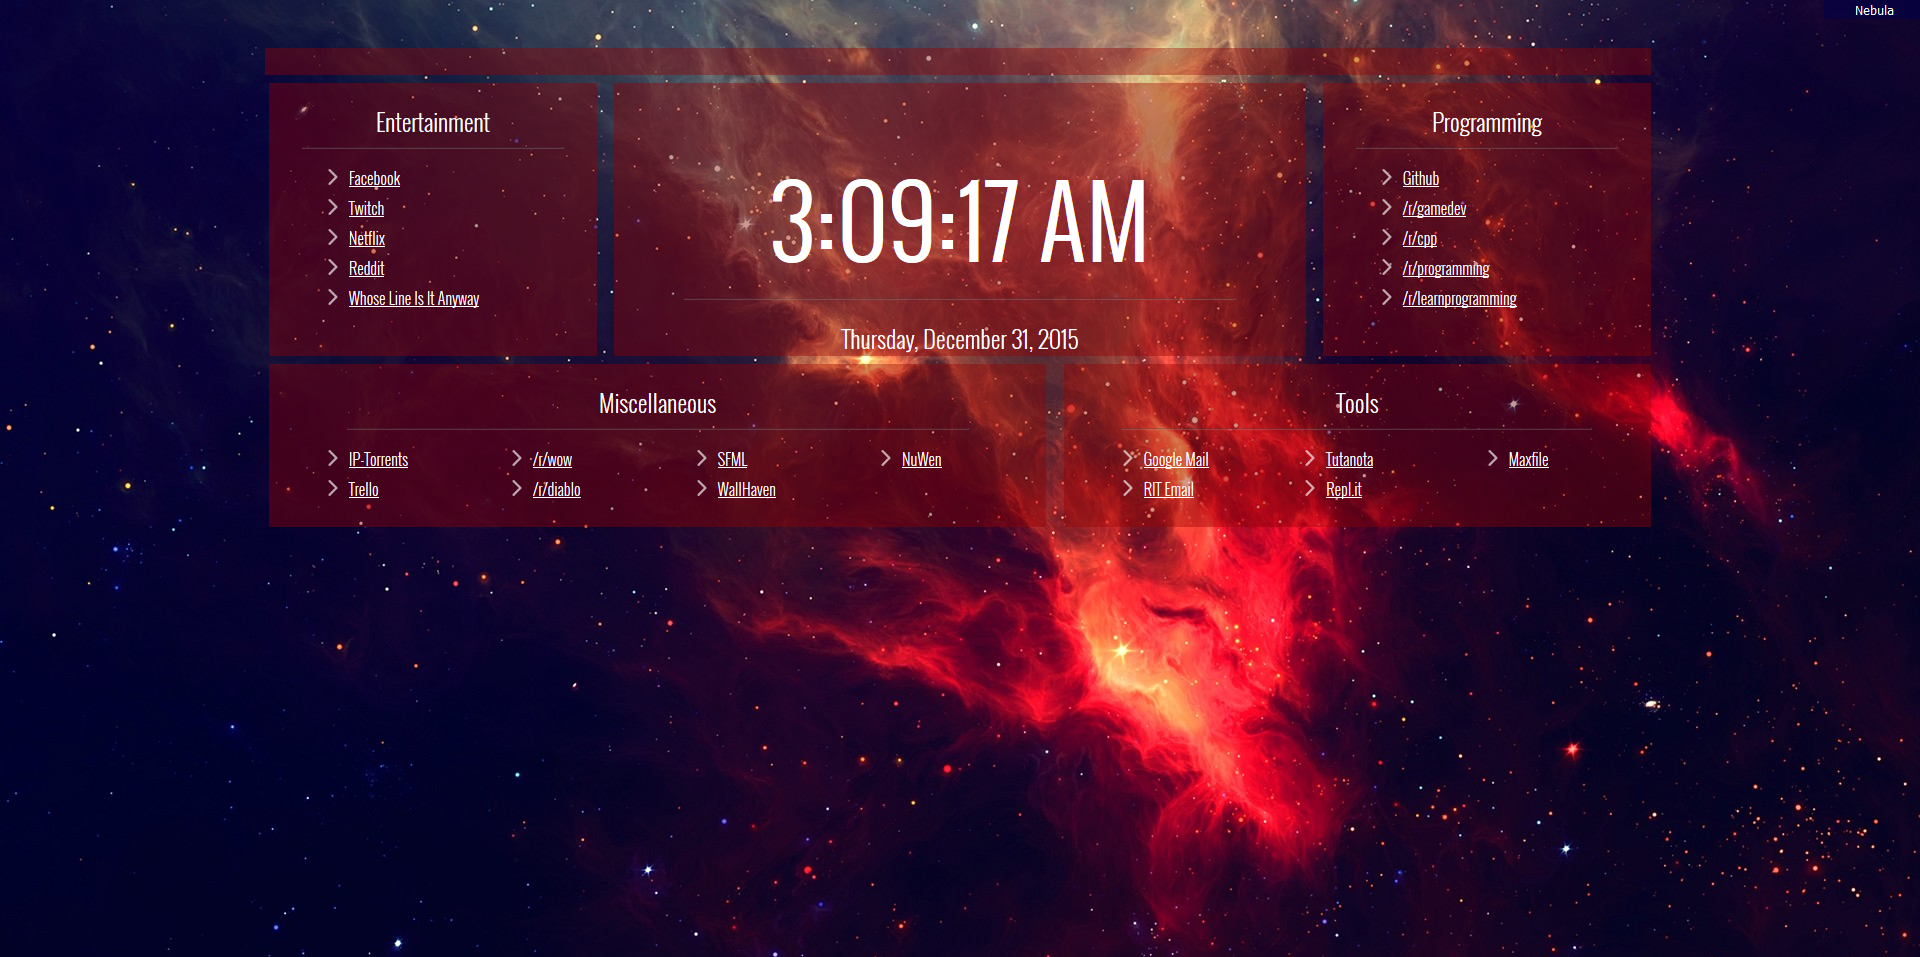 Nebula
Entertainment
Facebook
Twitch
Netflix
Reddit
Whose Line Is It Anyway
3:09:17 AM
Thursday, December 31, 2015
Programming
Github
/r/gamedev
/r/cpp
/r/programming
/r/learnprogramming
Miscellaneous
IP-Torrents
/r/wow
SFML
NuWen
Trello
/r/diablo
WallHaven
Tools
Google Mail
Tutanota
Maxfile
RIT Email
Repl.it